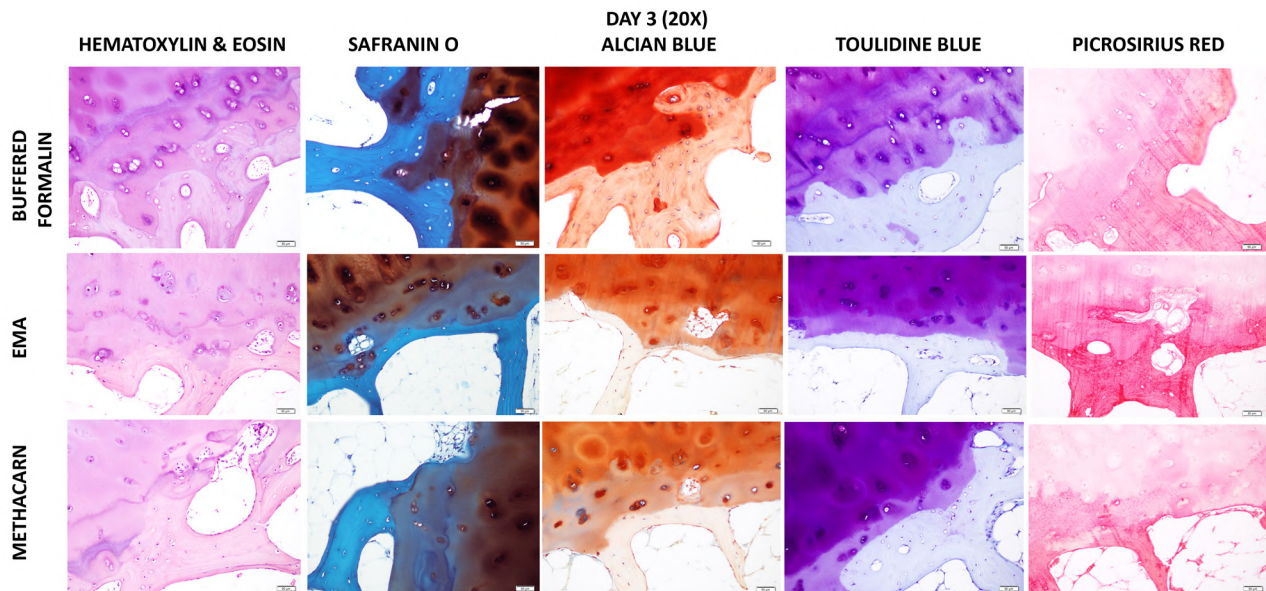 DAY 3 (20X)
HEMATOXYLIN & EOSIN SAFRANIN O ALCIAN BLUE TOULIDINE BLUE PICROSIRIUS RED
BUFFERED
FORMALIN
EMA
METHACARN